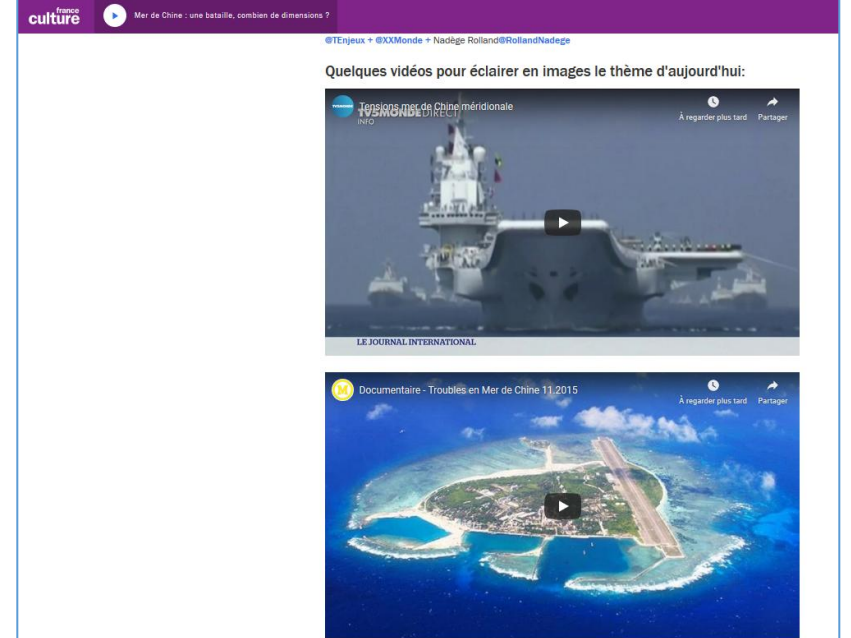 france
culture
Mer de Chine : une bataille, combien de dimensions ?
@TEnjeux + @XXMonde + Nadège Rolland@RollandNadege
Quelques vidéos pour éclairer en images le thème d'aujourd'hui:
TV5MONDE
Tensions mer de Chine méridionale
TV5MONDE DIRECT
INFO
À regarder plus tard
Partager
LE JOURNAL INTERNATIONAL
M
Documentaire - Troubles en Mer de Chine 11.2015
À regarder plus tard
Partager